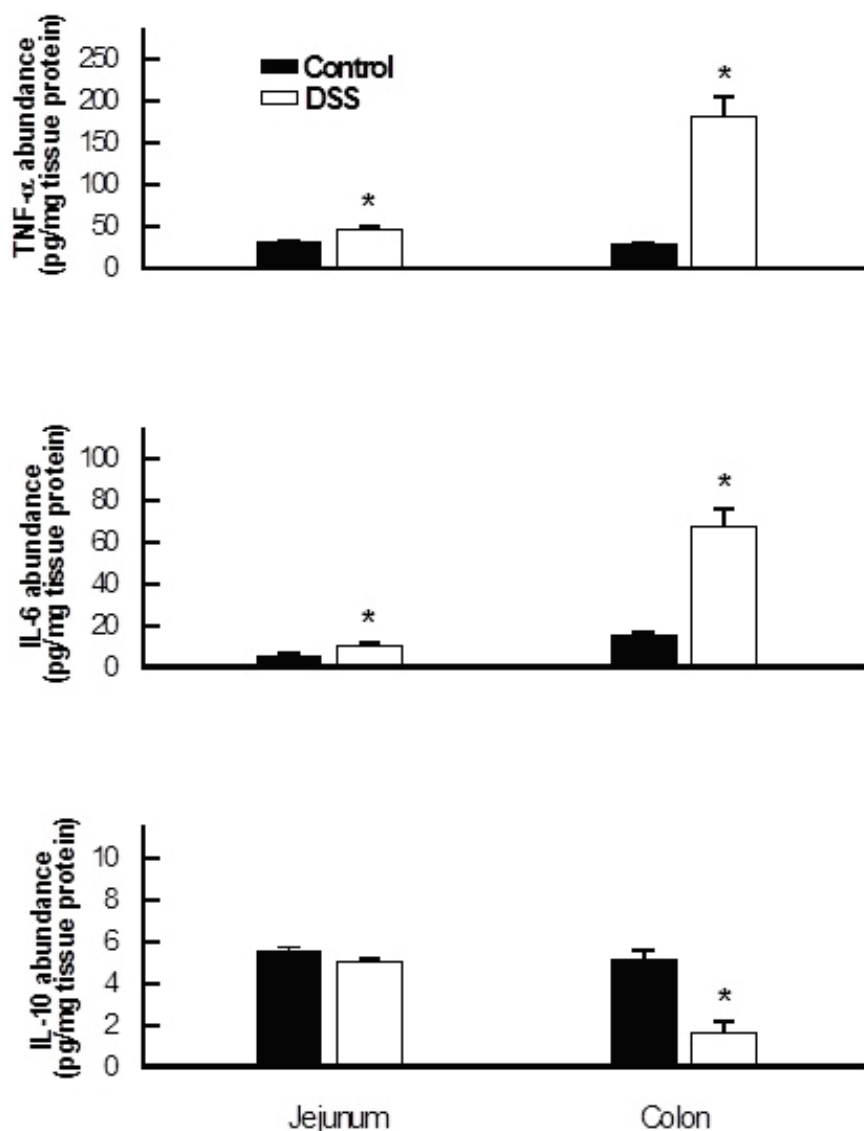 TNF-α abundance
(pg/mg tissue protein)
250
200
150
100
50
0
Control
DSS
*
*
IL-6 abundance
(pg/mg tissue protein)
100
80
60
40
20
0
*
*
IL-10 abundance
(pg/mg tissue protein)
10
8
6
4
2
0
*
Jejunum Colon